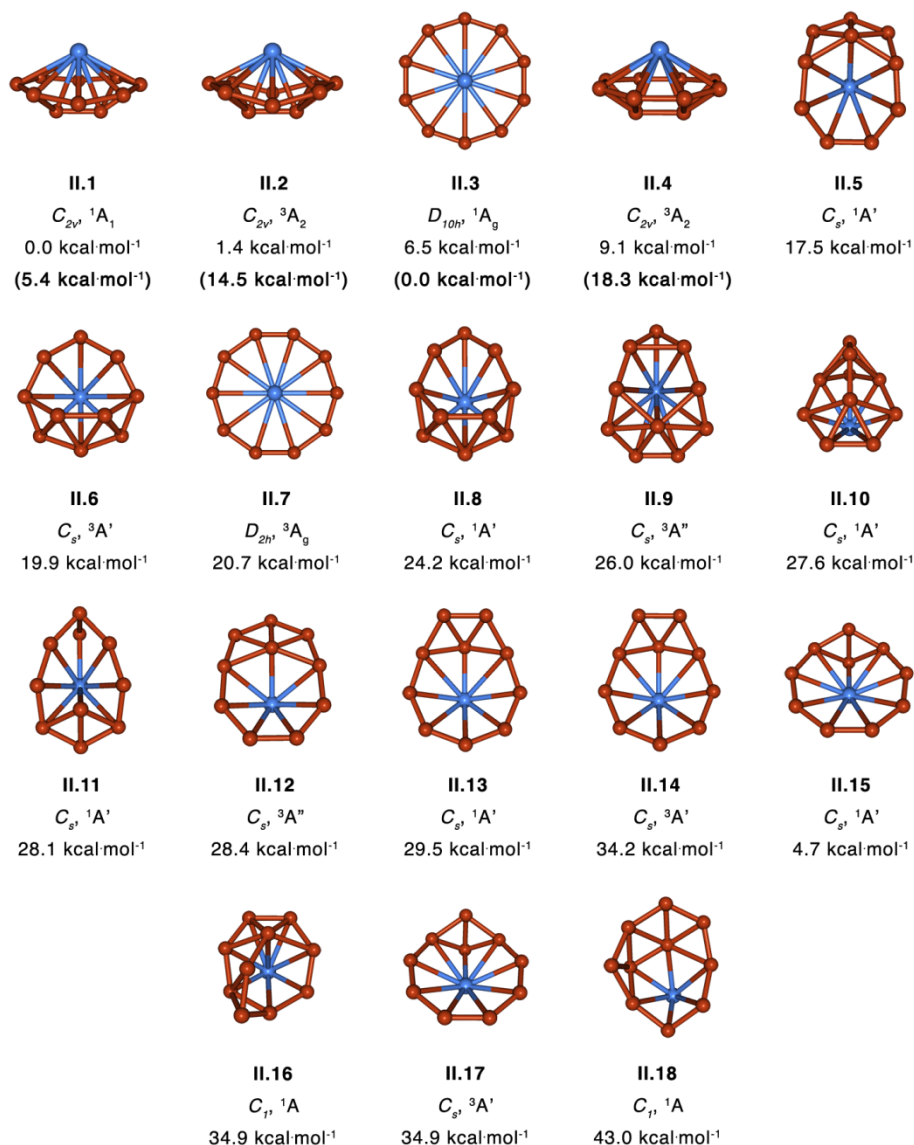 II.1 II.2 II.3 II.4 II.5
C2v, ¹A₁ C2v, ³A₂ D10h, ¹Ag C2v, ³A₂ Cs, ¹A’
0.0 kcal·mol⁻¹ 1.4 kcal·mol⁻¹ 6.5 kcal·mol⁻¹ 9.1 kcal·mol⁻¹ 17.5 kcal·mol⁻¹
(5.4 kcal·mol⁻¹) (14.5 kcal·mol⁻¹) (0.0 kcal·mol⁻¹) (18.3 kcal·mol⁻¹)
II.6 II.7 II.8 II.9 II.10
Cs, ³A’ D2h, ³Ag Cs, ¹A’ Cs, ³A” Cs, ¹A’
19.9 kcal·mol⁻¹ 20.7 kcal·mol⁻¹ 24.2 kcal·mol⁻¹ 26.0 kcal·mol⁻¹ 27.6 kcal·mol⁻¹
II.11 II.12 II.13 II.14 II.15
Cs, ¹A’ Cs, ³A” Cs, ¹A’ Cs, ³A’ Cs, ¹A’
28.1 kcal·mol⁻¹ 28.4 kcal·mol⁻¹ 29.5 kcal·mol⁻¹ 34.2 kcal·mol⁻¹ 4.7 kcal·mol⁻¹
II.16 II.17 II.18
C₁, ¹A Cs, ³A’ C₁, ¹A
34.9 kcal·mol⁻¹ 34.9 kcal·mol⁻¹ 43.0 kcal·mol⁻¹